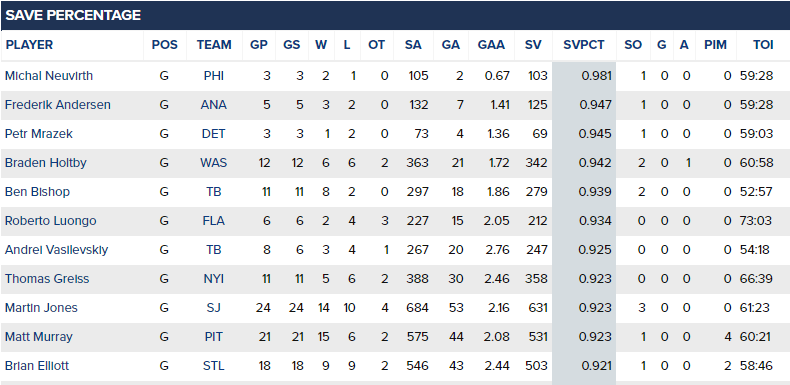 SAVE PERCENTAGE
PLAYER POS TEAM GP GS W L OT SA GA GAA SV SVPCT SO G A PIM TOI
Michal Neuvirth G PHI 3 3 2 1 0 105 2 0.67 103 0.981 1 0 0 0 59:28
Frederik Andersen G ANA 5 5 3 2 0 132 7 1.41 125 0.947 1 0 0 0 59:28
Petr Mrazek G DET 3 3 1 2 0 73 4 1.36 69 0.945 1 0 0 0 59:03
Braden Holtby G WAS 12 12 6 6 2 363 21 1.72 342 0.942 2 0 1 0 60:58
Ben Bishop G TB 11 11 8 2 0 297 18 1.86 279 0.939 2 0 0 0 52:57
Roberto Luongo G FLA 6 6 2 4 3 227 15 2.05 212 0.934 0 0 0 0 73:03
Andrei Vasilevskiy G TB 8 6 3 4 1 267 20 2.76 247 0.925 0 0 0 0 54:18
Thomas Greiss G NYI 11 11 5 6 2 388 30 2.46 358 0.923 0 0 0 0 66:39
Martin Jones G SJ 24 24 14 10 4 684 53 2.16 631 0.923 3 0 0 0 61:23
Matt Murray G PIT 21 21 15 6 2 575 44 2.08 531 0.923 1 0 0 4 60:21
Brian Elliott G STL 18 18 9 9 2 546 43 2.44 503 0.921 1 0 0 2 58:46